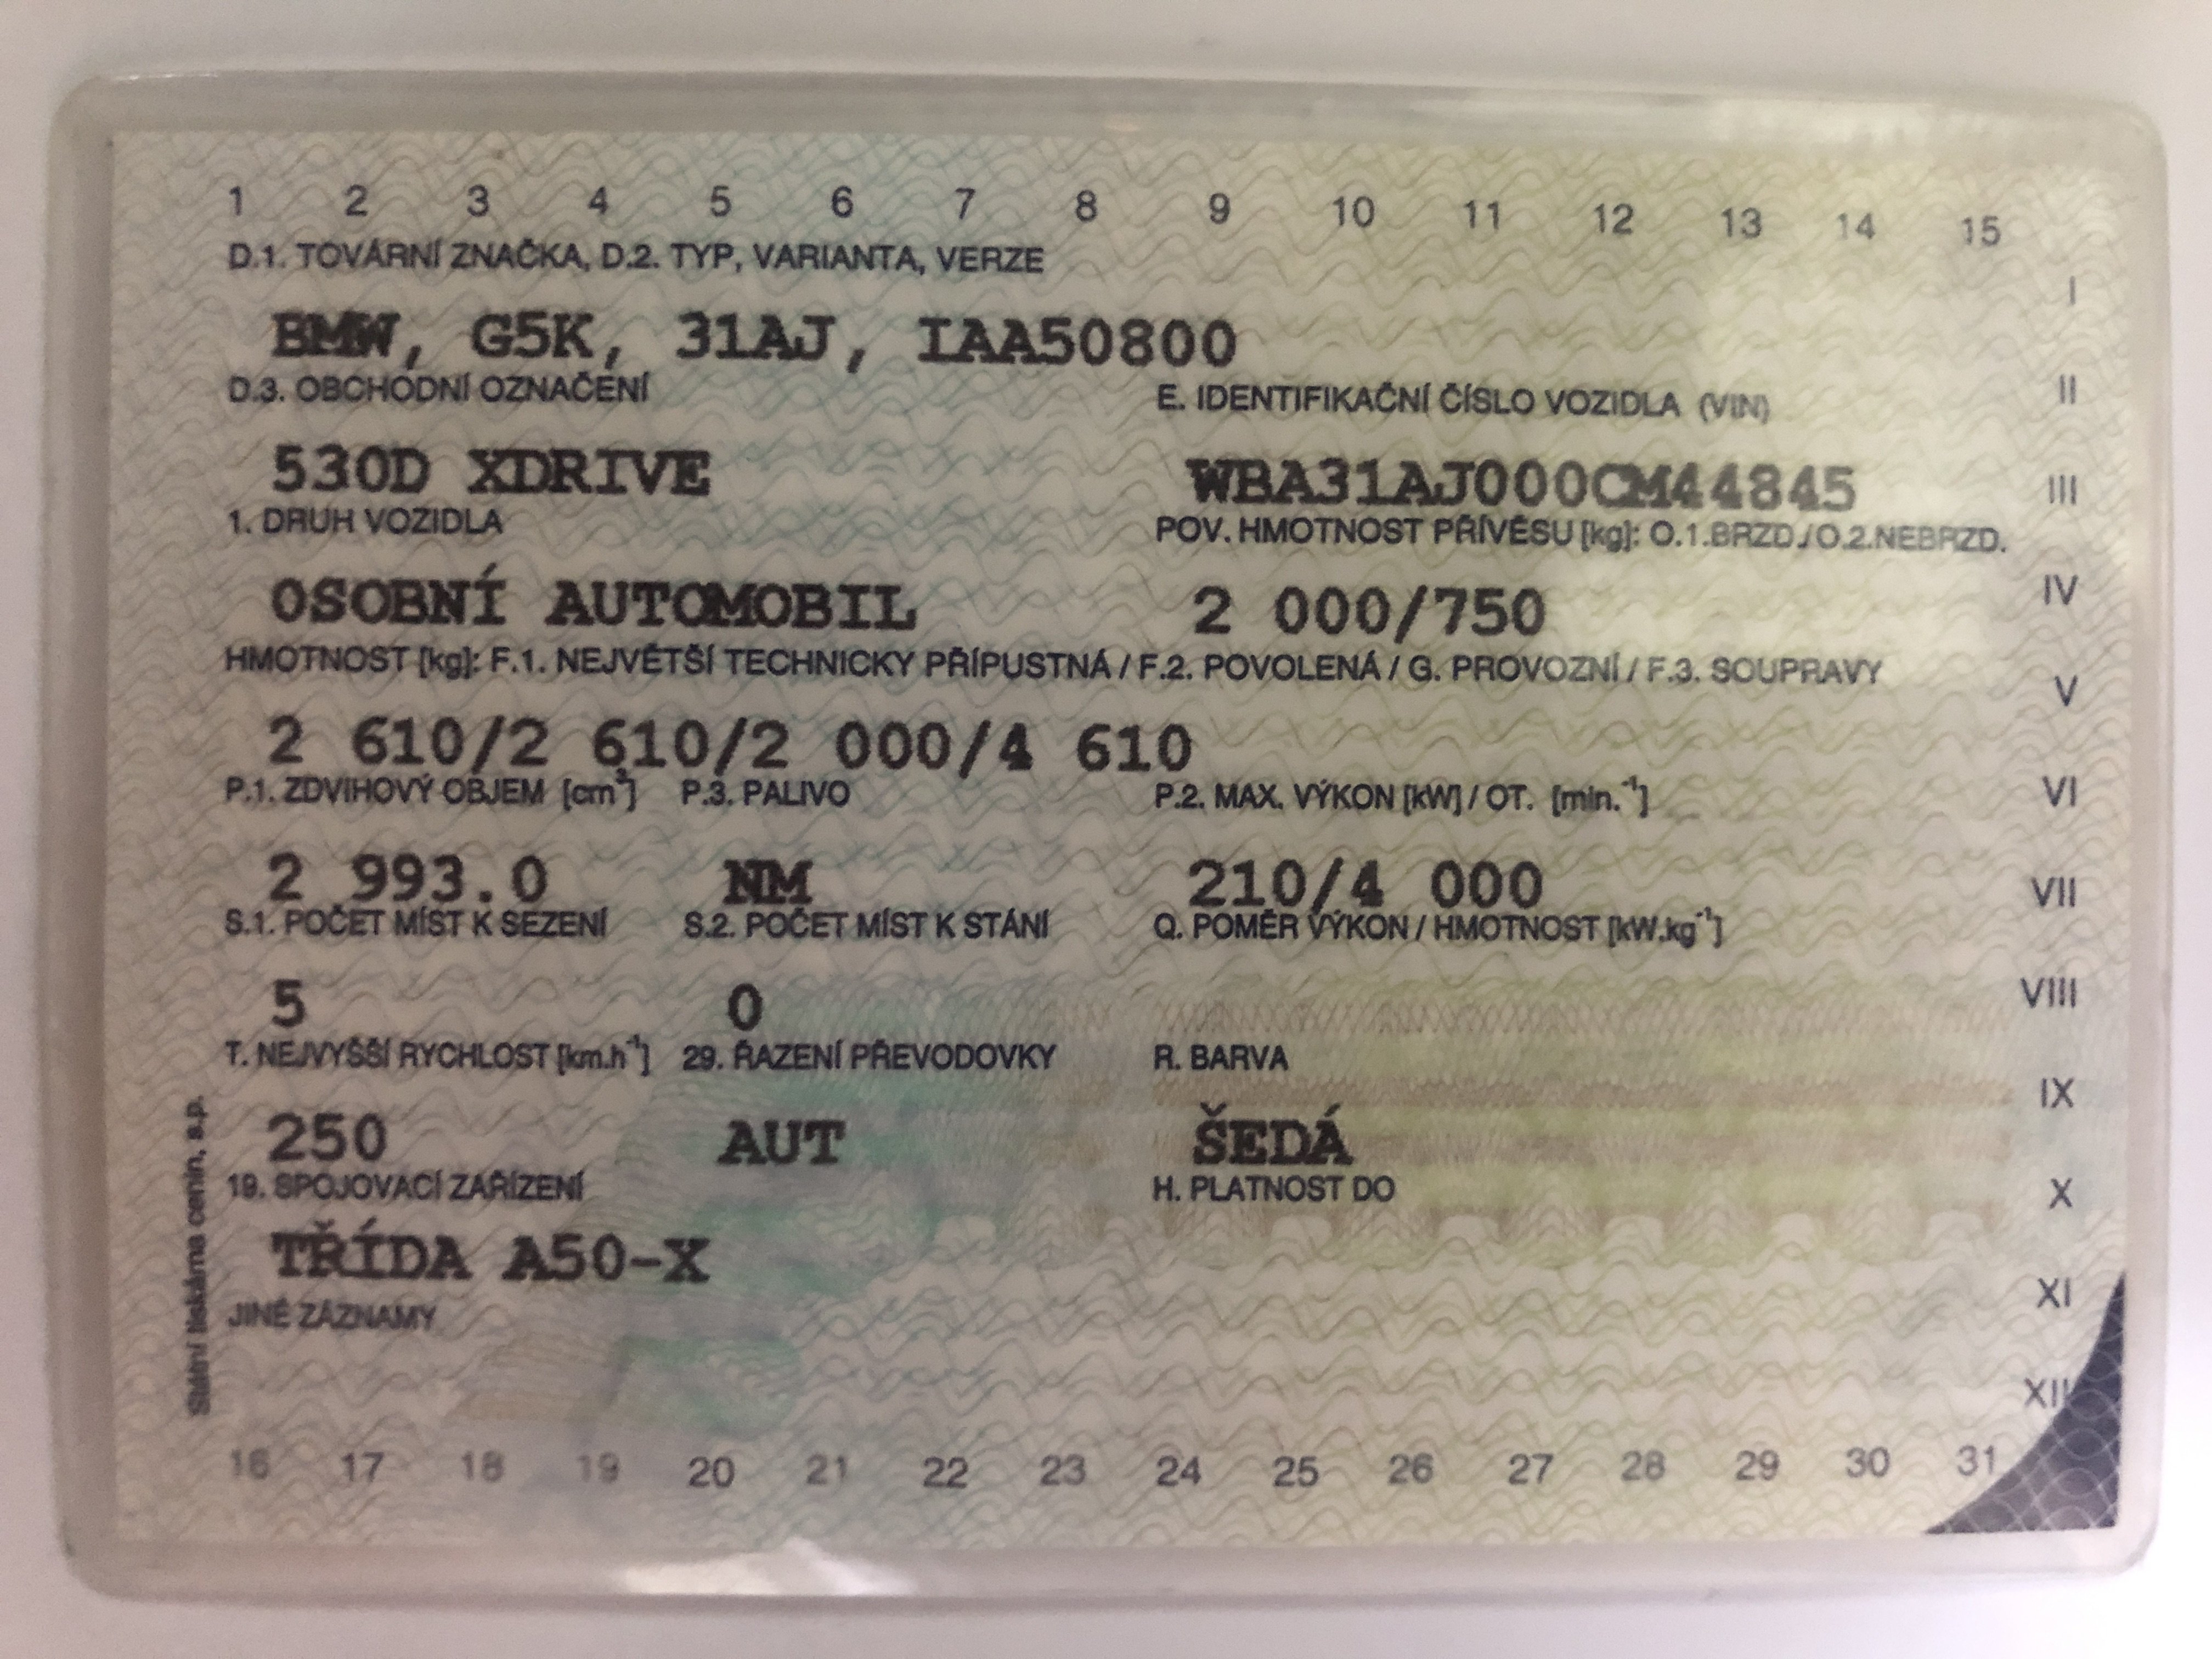 1 2 3 4 5 6 7 8 9 10 11 12 13 14 15
D.1. TOVÁRNÍ ZNAČKA, D.2. TYP, VARIANTA, VERZE
I
BMW, G5K, 31AJ, IAA50800
D.3. OBCHODNÍ OZNAČENÍ E. IDENTIFIKAČNÍ ČÍSLO VOZIDLA (VIN)
II
530D XDRIVE WBA31AJ000CM44845
III
1. DRUH VOZIDLA POV. HMOTNOST PŘÍVĚSU [kg]: O.1.BRZD./O.2.NEBRZD.
OSOBNÍ AUTOMOBIL 2 000/750
IV
HMOTNOST [kg]: F.1. NEJVĚTŠÍ TECHNICKY PŘÍPUSTNÁ / F.2. POVOLENÁ / G. PROVOZNÍ / F.3. SOUPRAVY
V
2 610/2 610/2 000/4 610
P.1. ZDVIHOVÝ OBJEM [cm³] P.3. PALIVO P.2. MAX. VÝKON [kW] / OT. [min.⁻¹]
VI
2 993.0 NM 210/4 000
VII
S.1. POČET MÍST K SEZENÍ S.2. POČET MÍST K STÁNÍ Q. POMĚR VÝKON / HMOTNOST [kW.kg⁻¹]
5 0
VIII
T. NEJVYŠŠÍ RYCHLOST [km.h⁻¹] 29. ŘAZENÍ PŘEVODOVKY R. BARVA
IX
250 AUT ŠEDÁ
19. SPOJOVACÍ ZAŘÍZENÍ H. PLATNOST DO
X
TŘÍDA A50-X
XI
JINÉ ZÁZNAMY
XII
Státní tiskárna cenin, s.p.
16 17 18 19 20 21 22 23 24 25 26 27 28 29 30 31